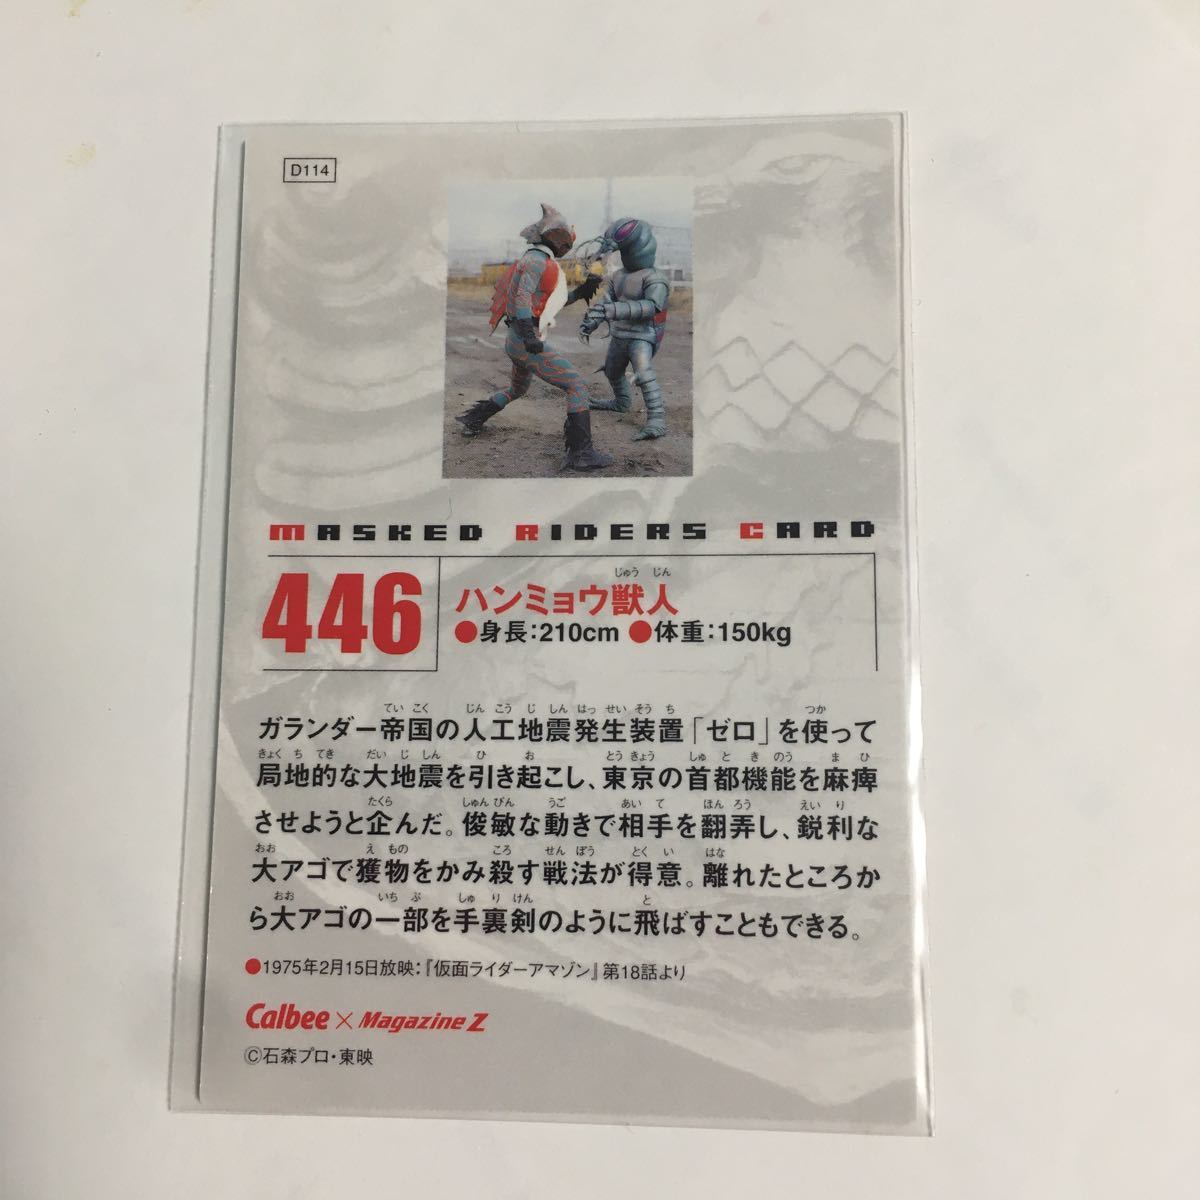 D114
MASKED RIDERS CARD
446
じゅう じん
ハンミョウ獣人
●身長:210cm ●体重:150kg
てい こく じん こう じ しん はっ せい そう ち つか
ガランダー帝国の人工地震発生装置「ゼロ」を使って
きょく ち てき だい じ しん ひ お とう きょう しゅ と き のう ま ひ
局地的な大地震を引き起こし、東京の首都機能を麻痺
たくら しゅん びん うご あい て ほん ろう えい り
させようと企んだ。俊敏な動きで相手を翻弄し、鋭利な
おお え もの ころ せん ぽう とく い はな
大アゴで獲物をかみ殺す戦法が得意。離れたところか
おお いち ぶ しゅ り けん と
ら大アゴの一部を手裏剣のように飛ばすこともできる。
●1975年2月15日放映:『仮面ライダーアマゾン』第18話より
Calbee × Magazine Z
©石森プロ・東映